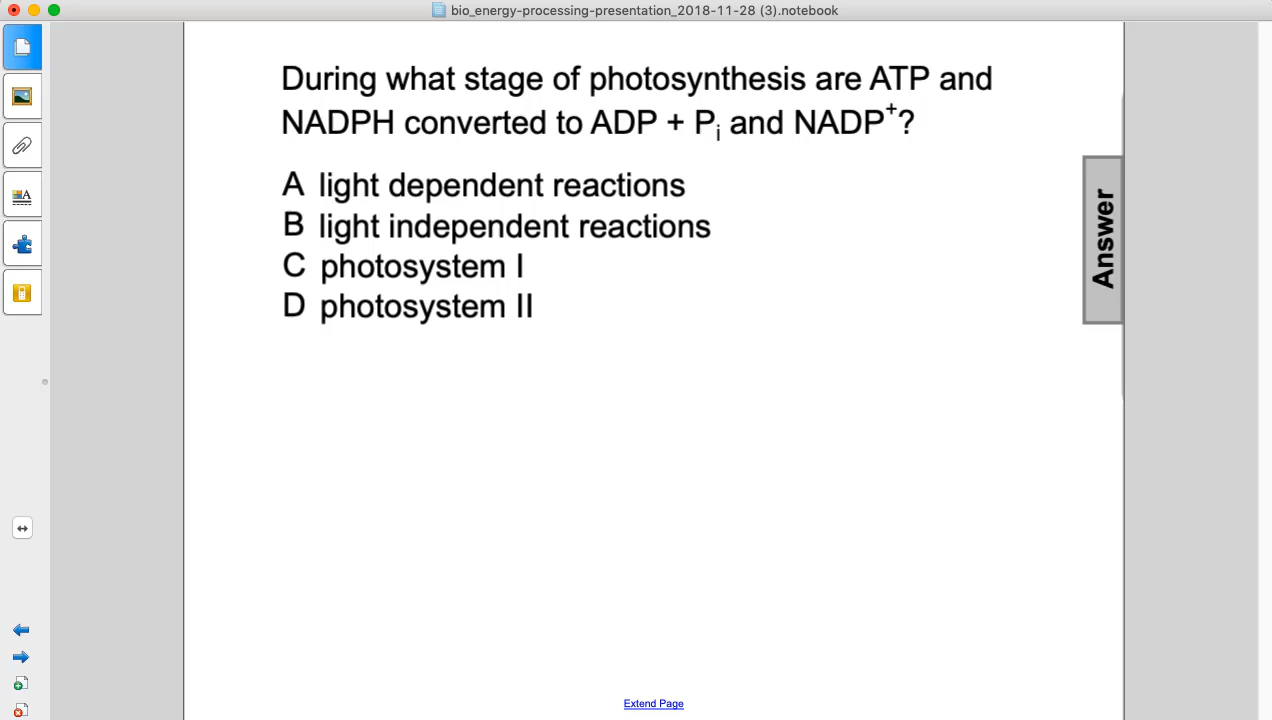 bio_energy-processing-presentation_2018-11-28 (3).notebook
During what stage of photosynthesis are ATP and
NADPH converted to ADP + Pi and NADP+?
A light dependent reactions
B light independent reactions
C photosystem I
D photosystem II
Answer
Extend Page